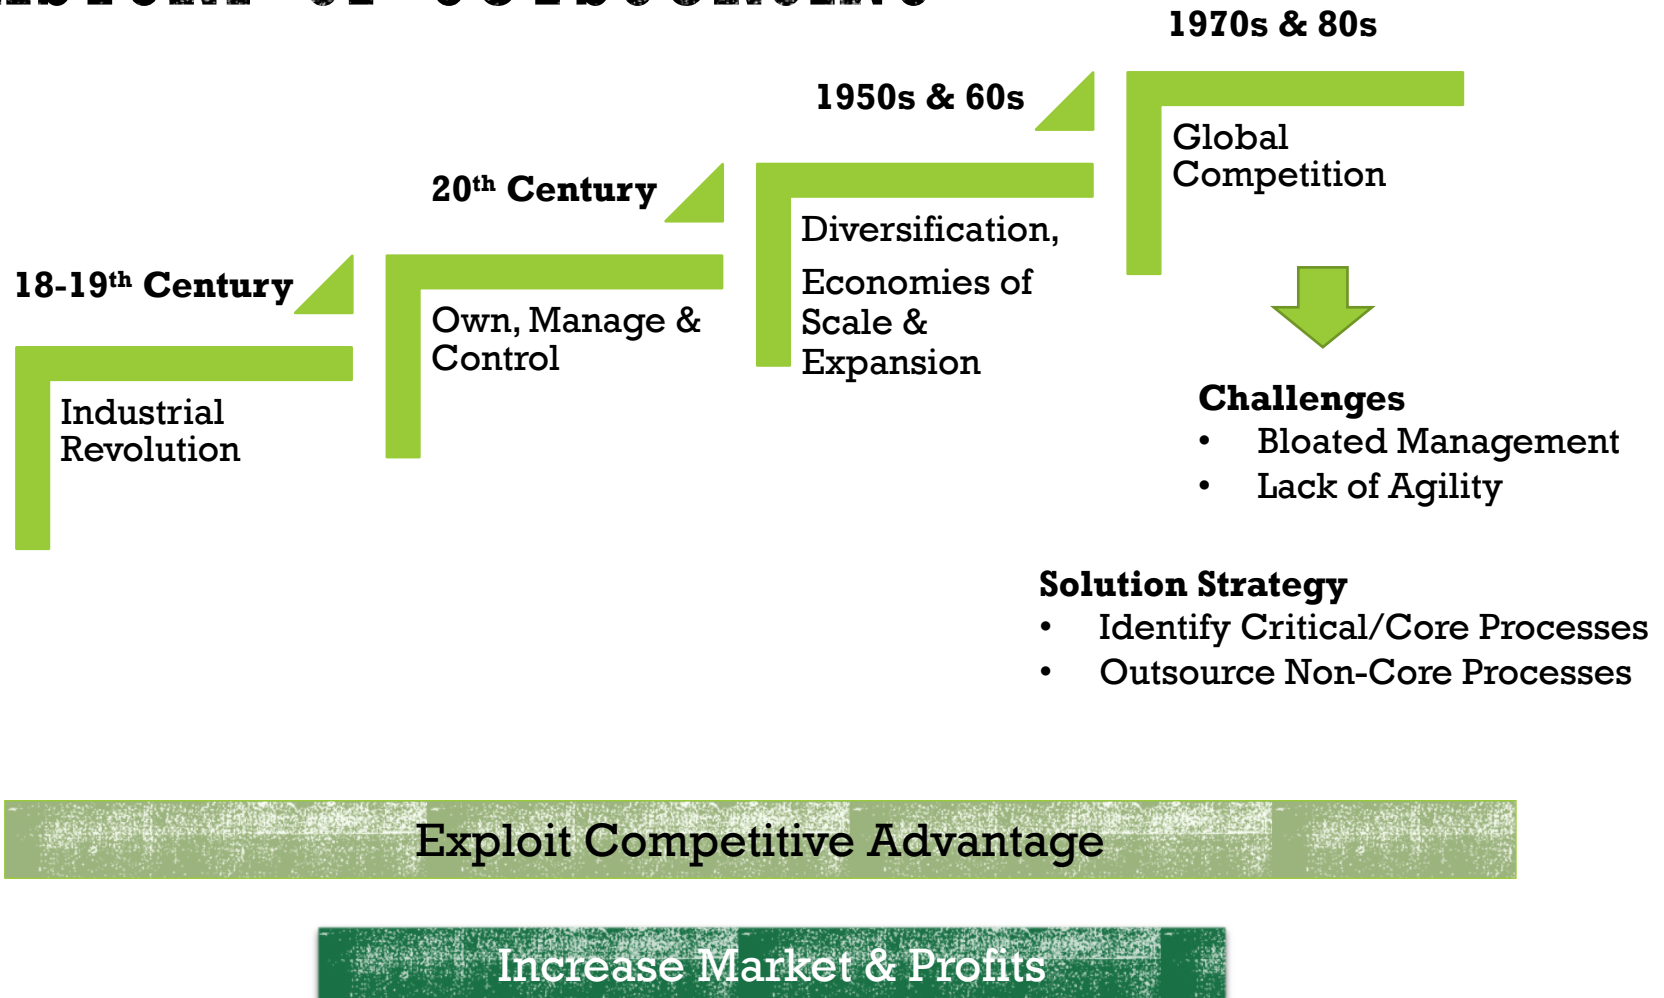 1970s & 80s
1950s & 60s
Global
Competition
20th Century
Diversification,
Economies of
Scale &
Expansion
18-19th Century
Own, Manage &
Control
Industrial
Revolution
Challenges
• Bloated Management
• Lack of Agility
Solution Strategy
• Identify Critical/Core Processes
• Outsource Non-Core Processes
Exploit Competitive Advantage
Increase Market & Profits